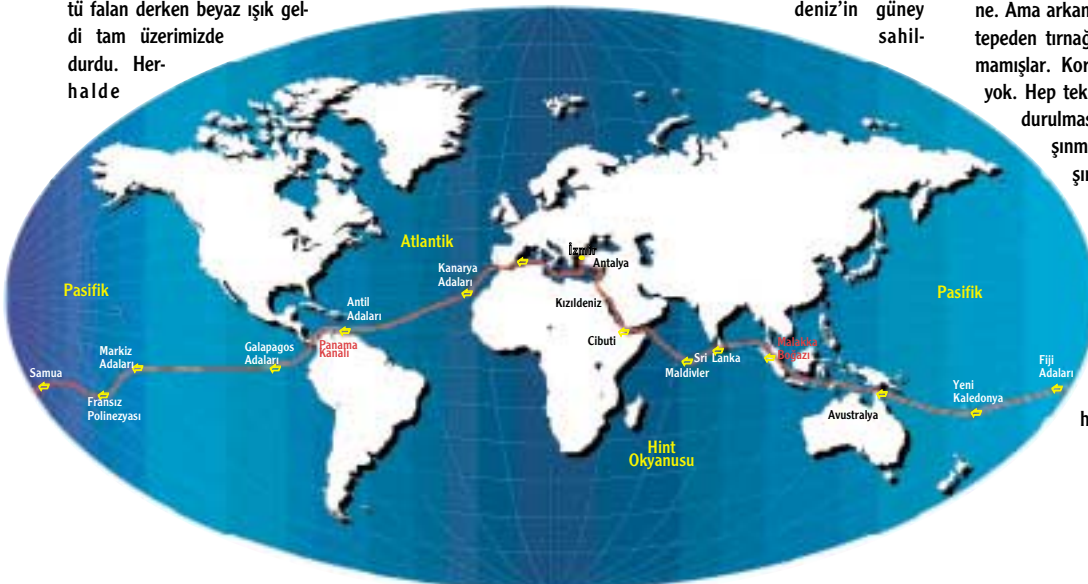 tü falan derken beyaz ışık gel-
di tam üzerimizde
durdu. Her-
halde
deniz'in güney
sahil-
ne. Ama arkan
tepeden tırnağ
mamışlar. Kor
yok. Hep tek
durulmas
şınm
şır
h
Atlantik
İzmir
Antalya
Kanarya
Adaları
Pasifik
Pasifik
Kızıldeniz
Antil
Adaları
Cibuti
Panama
Kanalı
Galapagos
Adaları
Markiz
Adaları
Samua
Fransız
Polinezyası
Sri Lanka
Maldivler
Malakka
Boğazı
Fiji
Adaları
Yeni
Kaledonya
Avustralya
Hint
Okyanusu